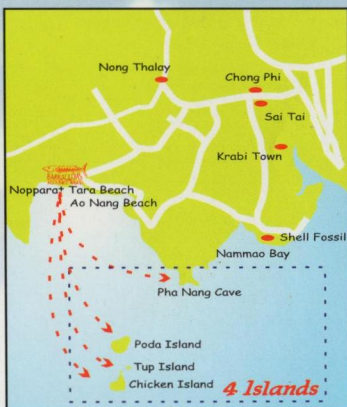 Nong Thalay
Chong Phi
Sai Tai
Krabi Town
Noppara Tara Beach
Ao Nang Beach
Shell Fossil
Nammao Bay
Pha Nang Cave
Poda Island
Tup Island
Chicken Island
4 Islands